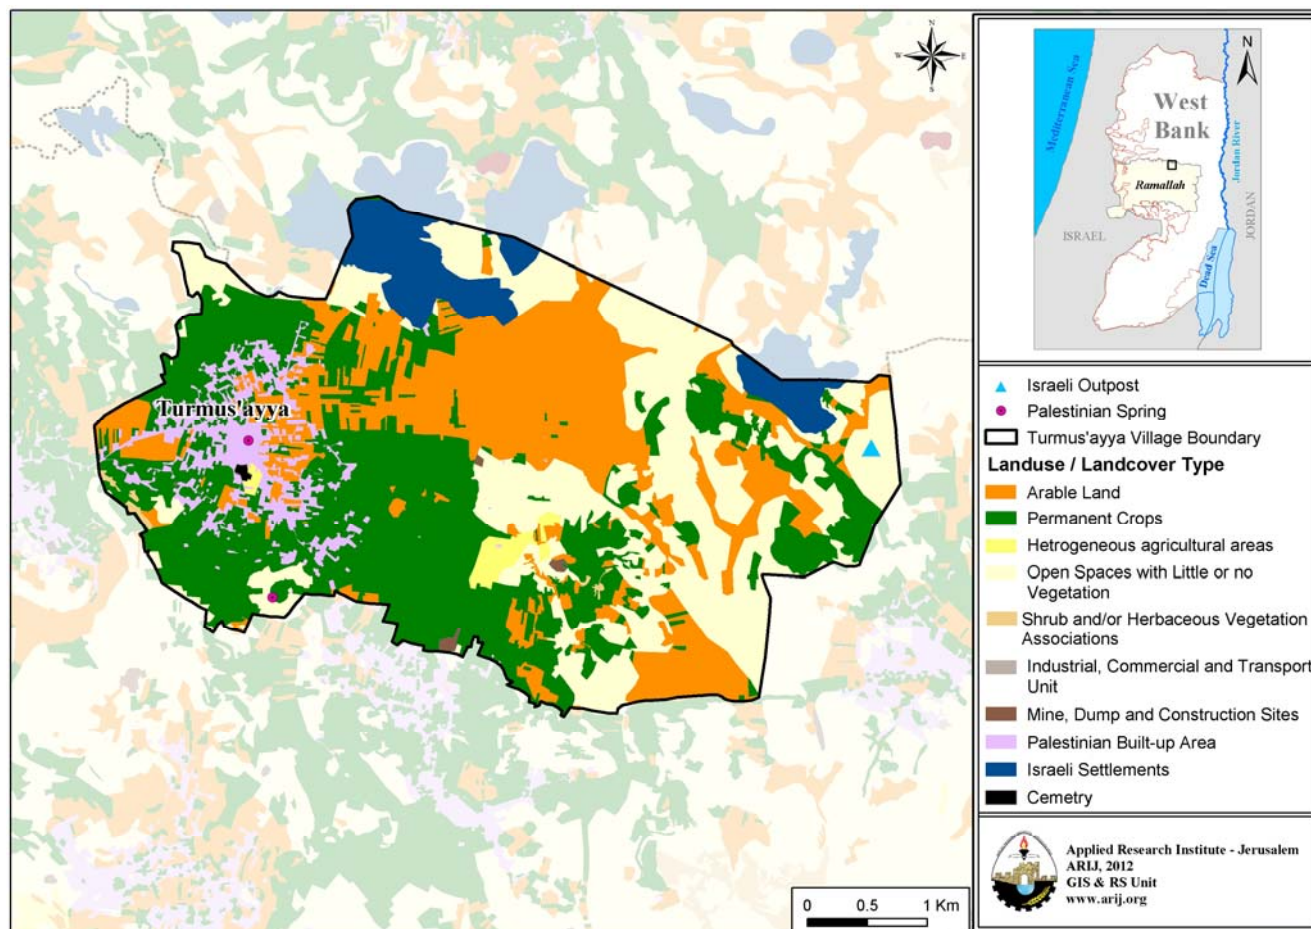 N
W
E
S
Turmus'ayya
0 0.5 1 Km
N
Mediterranean Sea
West
Bank
Jordan River
Ramallah
JORDAN
ISRAEL
Dead Sea
Israeli Outpost
Palestinian Spring
Turmus'ayya Village Boundary
Landuse / Landcover Type
Arable Land
Permanent Crops
Hetrogeneous agricultural areas
Open Spaces with Little or no
Vegetation
Shrub and/or Herbaceous Vegetation
Associations
Industrial, Commercial and Transport
Unit
Mine, Dump and Construction Sites
Palestinian Built-up Area
Israeli Settlements
Cemetry
Applied Research Institute - Jerusalem
ARIJ, 2012
GIS & RS Unit
www.arij.org